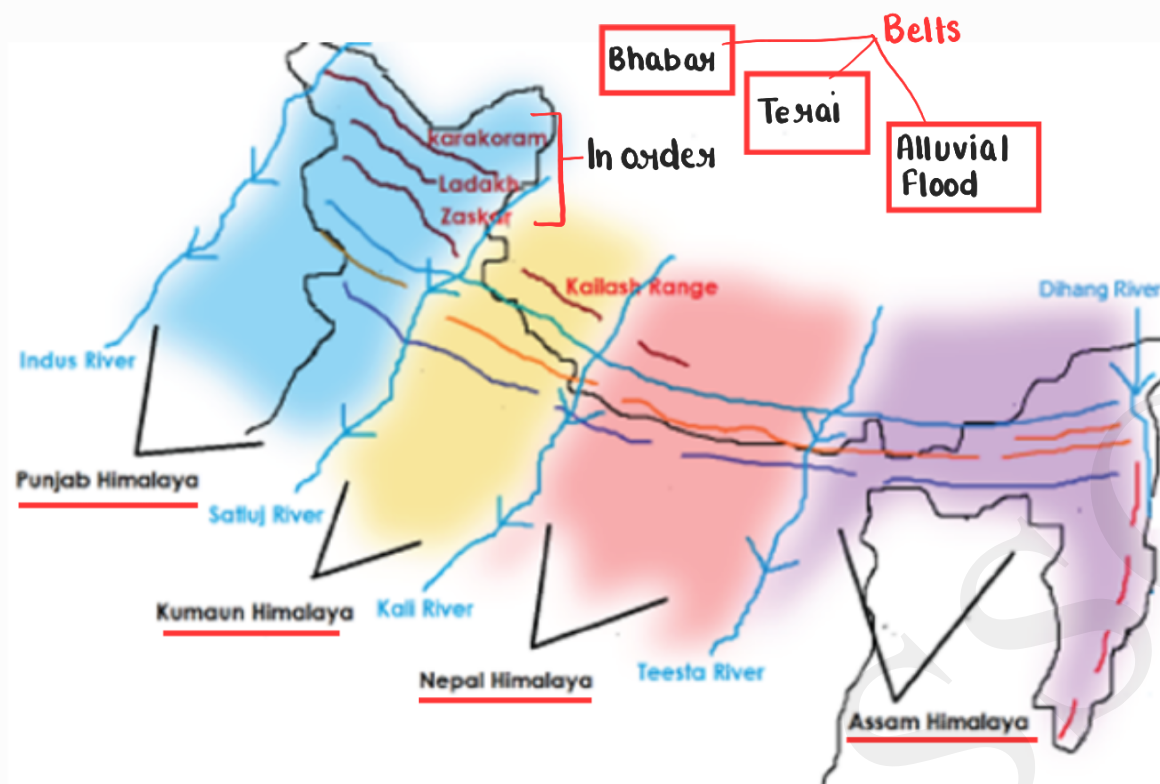 Belts
Bhabar
Terai
Alluvial
Flood
karakoram
In order
Ladakh
Zaskar
Kailash Range
Dihang River
Indus River
Punjab Himalaya
Satluj River
Kumaun Himalaya
Kali River
Nepal Himalaya
Teesta River
Assam Himalaya